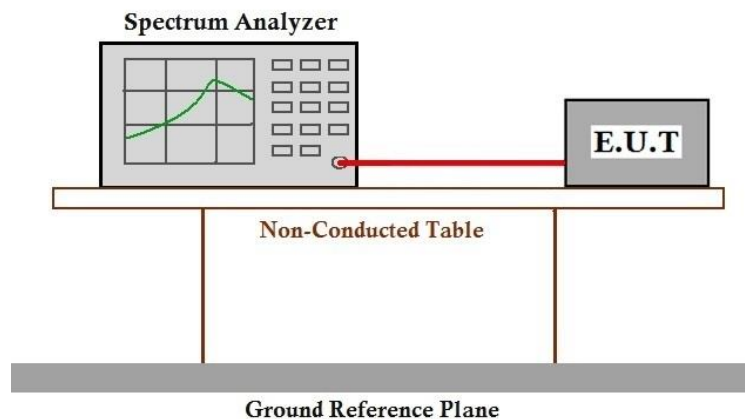 Spectrum Analyzer
E.U.T
Non-Conducted Table
Ground Reference Plane